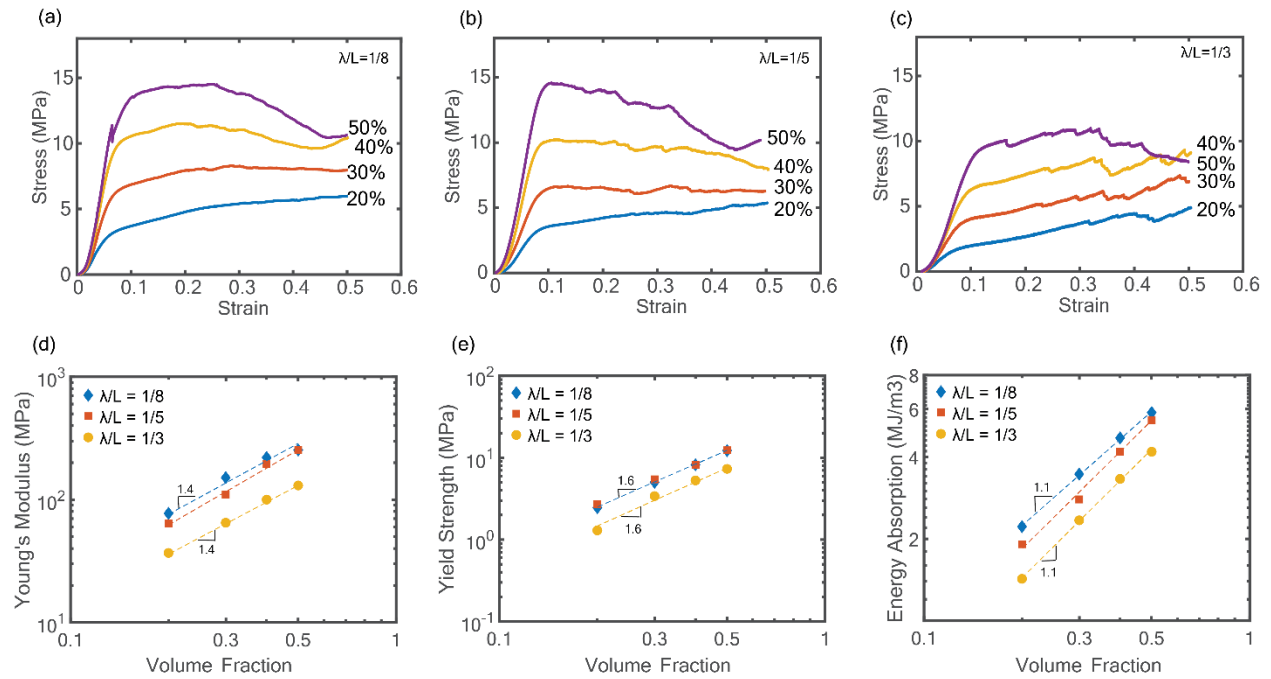 (a)
λ/L=1/8
15
10
5
0
0.1
0.2
0.3
0.4
0.5
0.6
50%
40%
30%
20%
Stress (MPa)
Strain
(b)
λ/L=1/5
15
10
5
0
0
0.1
0.2
0.3
0.4
0.5
0.6
50%
40%
30%
20%
Stress (MPa)
Strain
(c)
λ/L=1/3
15
10
5
0
0
0.1
0.2
0.3
0.4
0.5
0.6
40%
50%
30%
20%
Stress (MPa)
Strain
(d)
λ/L = 1/8
λ/L = 1/5
λ/L = 1/3
10³
10²
10¹
1.4
1.4
0.1
0.3
0.5
1
Young's Modulus (MPa)
Volume Fraction
(e)
λ/L = 1/8
λ/L = 1/5
λ/L = 1/3
10²
10¹
10⁰
10⁻¹
1.6
1.6
0.1
0.3
0.5
1
Yield Strength (MPa)
Volume Fraction
(f)
λ/L = 1/8
λ/L = 1/5
λ/L = 1/3
8
6
4
2
1.1
1.1
0.1
0.3
0.5
1
Energy Absorption (MJ/m3)
Volume Fraction